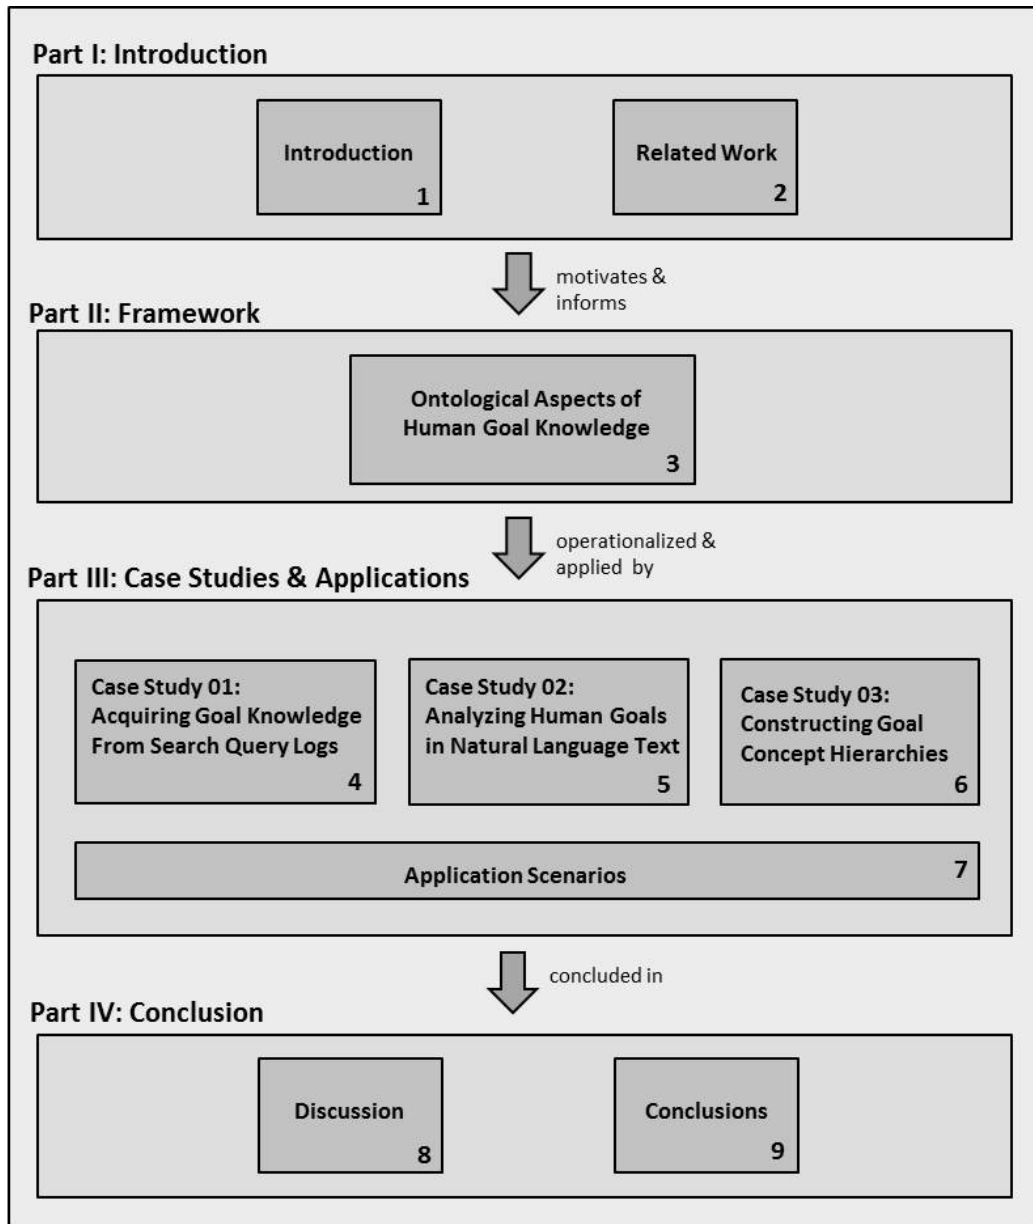 Part I: Introduction
Introduction
1
Related Work
2
motivates &
informs
Part II: Framework
Ontological Aspects of
Human Goal Knowledge
3
operationalized &
applied by
Part III: Case Studies & Applications
Case Study 01:
Acquiring Goal Knowledge
From Search Query Logs
4
Case Study 02:
Analyzing Human Goals
in Natural Language Text
5
Case Study 03:
Constructing Goal
Concept Hierarchies
6
Application Scenarios
7
concluded in
Part IV: Conclusion
Discussion
8
Conclusions
9